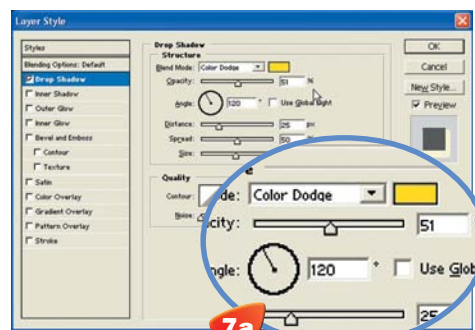 Layer Style
Styles
Blending Options: Default
Drop Shadow
Inner Shadow
Outer Glow
Inner Glow
Bevel and Emboss
Contour
Texture
Satin
Color Overlay
Gradient Overlay
Pattern Overlay
Stroke
Drop Shadow
Structure
Blend Mode: Color Dodge
Opacity: 51 %
Angle: 120 ° Use Global Light
Distance: 25 px
Spread: 50
Size:
Quality
Contour:
Noise:
OK
Cancel
New Style...
Preview
de: Color Dodge
city: 51
ngle: 120 ° Use Glob
25
7a